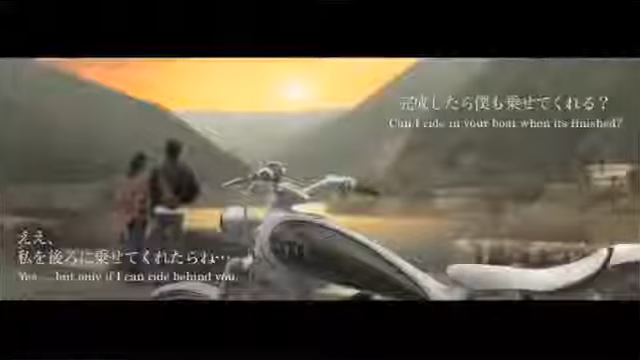 完成したら僕も乗せてくれる？
Can I ride in your boat when its finished?
ええ、
私を後ろに乗せてくれたらね…
Yes ... but only if I can ride behind you.